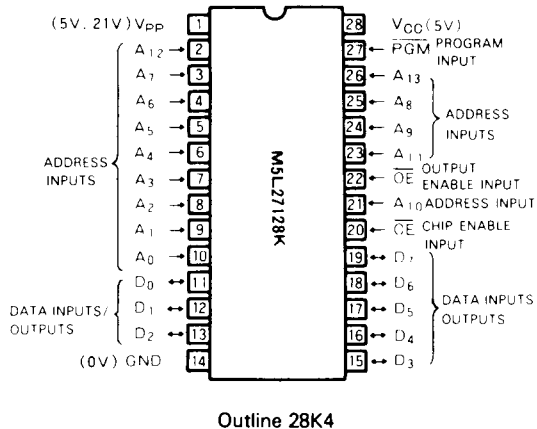 (5V, 21V) VPP 1
A12 2
A7 3
A6 4
A5 5
A4 6
A3 7
A2 8
A1 9
A0 10
ADDRESS
INPUTS
D0 11
D1 12
D2 13
DATA INPUTS/
OUTPUTS
(0V) GND 14
M5L27128K
28 VCC (5V)
27 P̅G̅M̅ PROGRAM
INPUT
26 A13
25 A8
24 A9
23 A11
ADDRESS
INPUTS
22 O̅E̅ OUTPUT
ENABLE INPUT
21 A10 ADDRESS INPUT
20 C̅E̅ CHIP ENABLE
INPUT
19 D7
18 D6
17 D5
16 D4
15 D3
DATA INPUTS
OUTPUTS
Outline 28K4